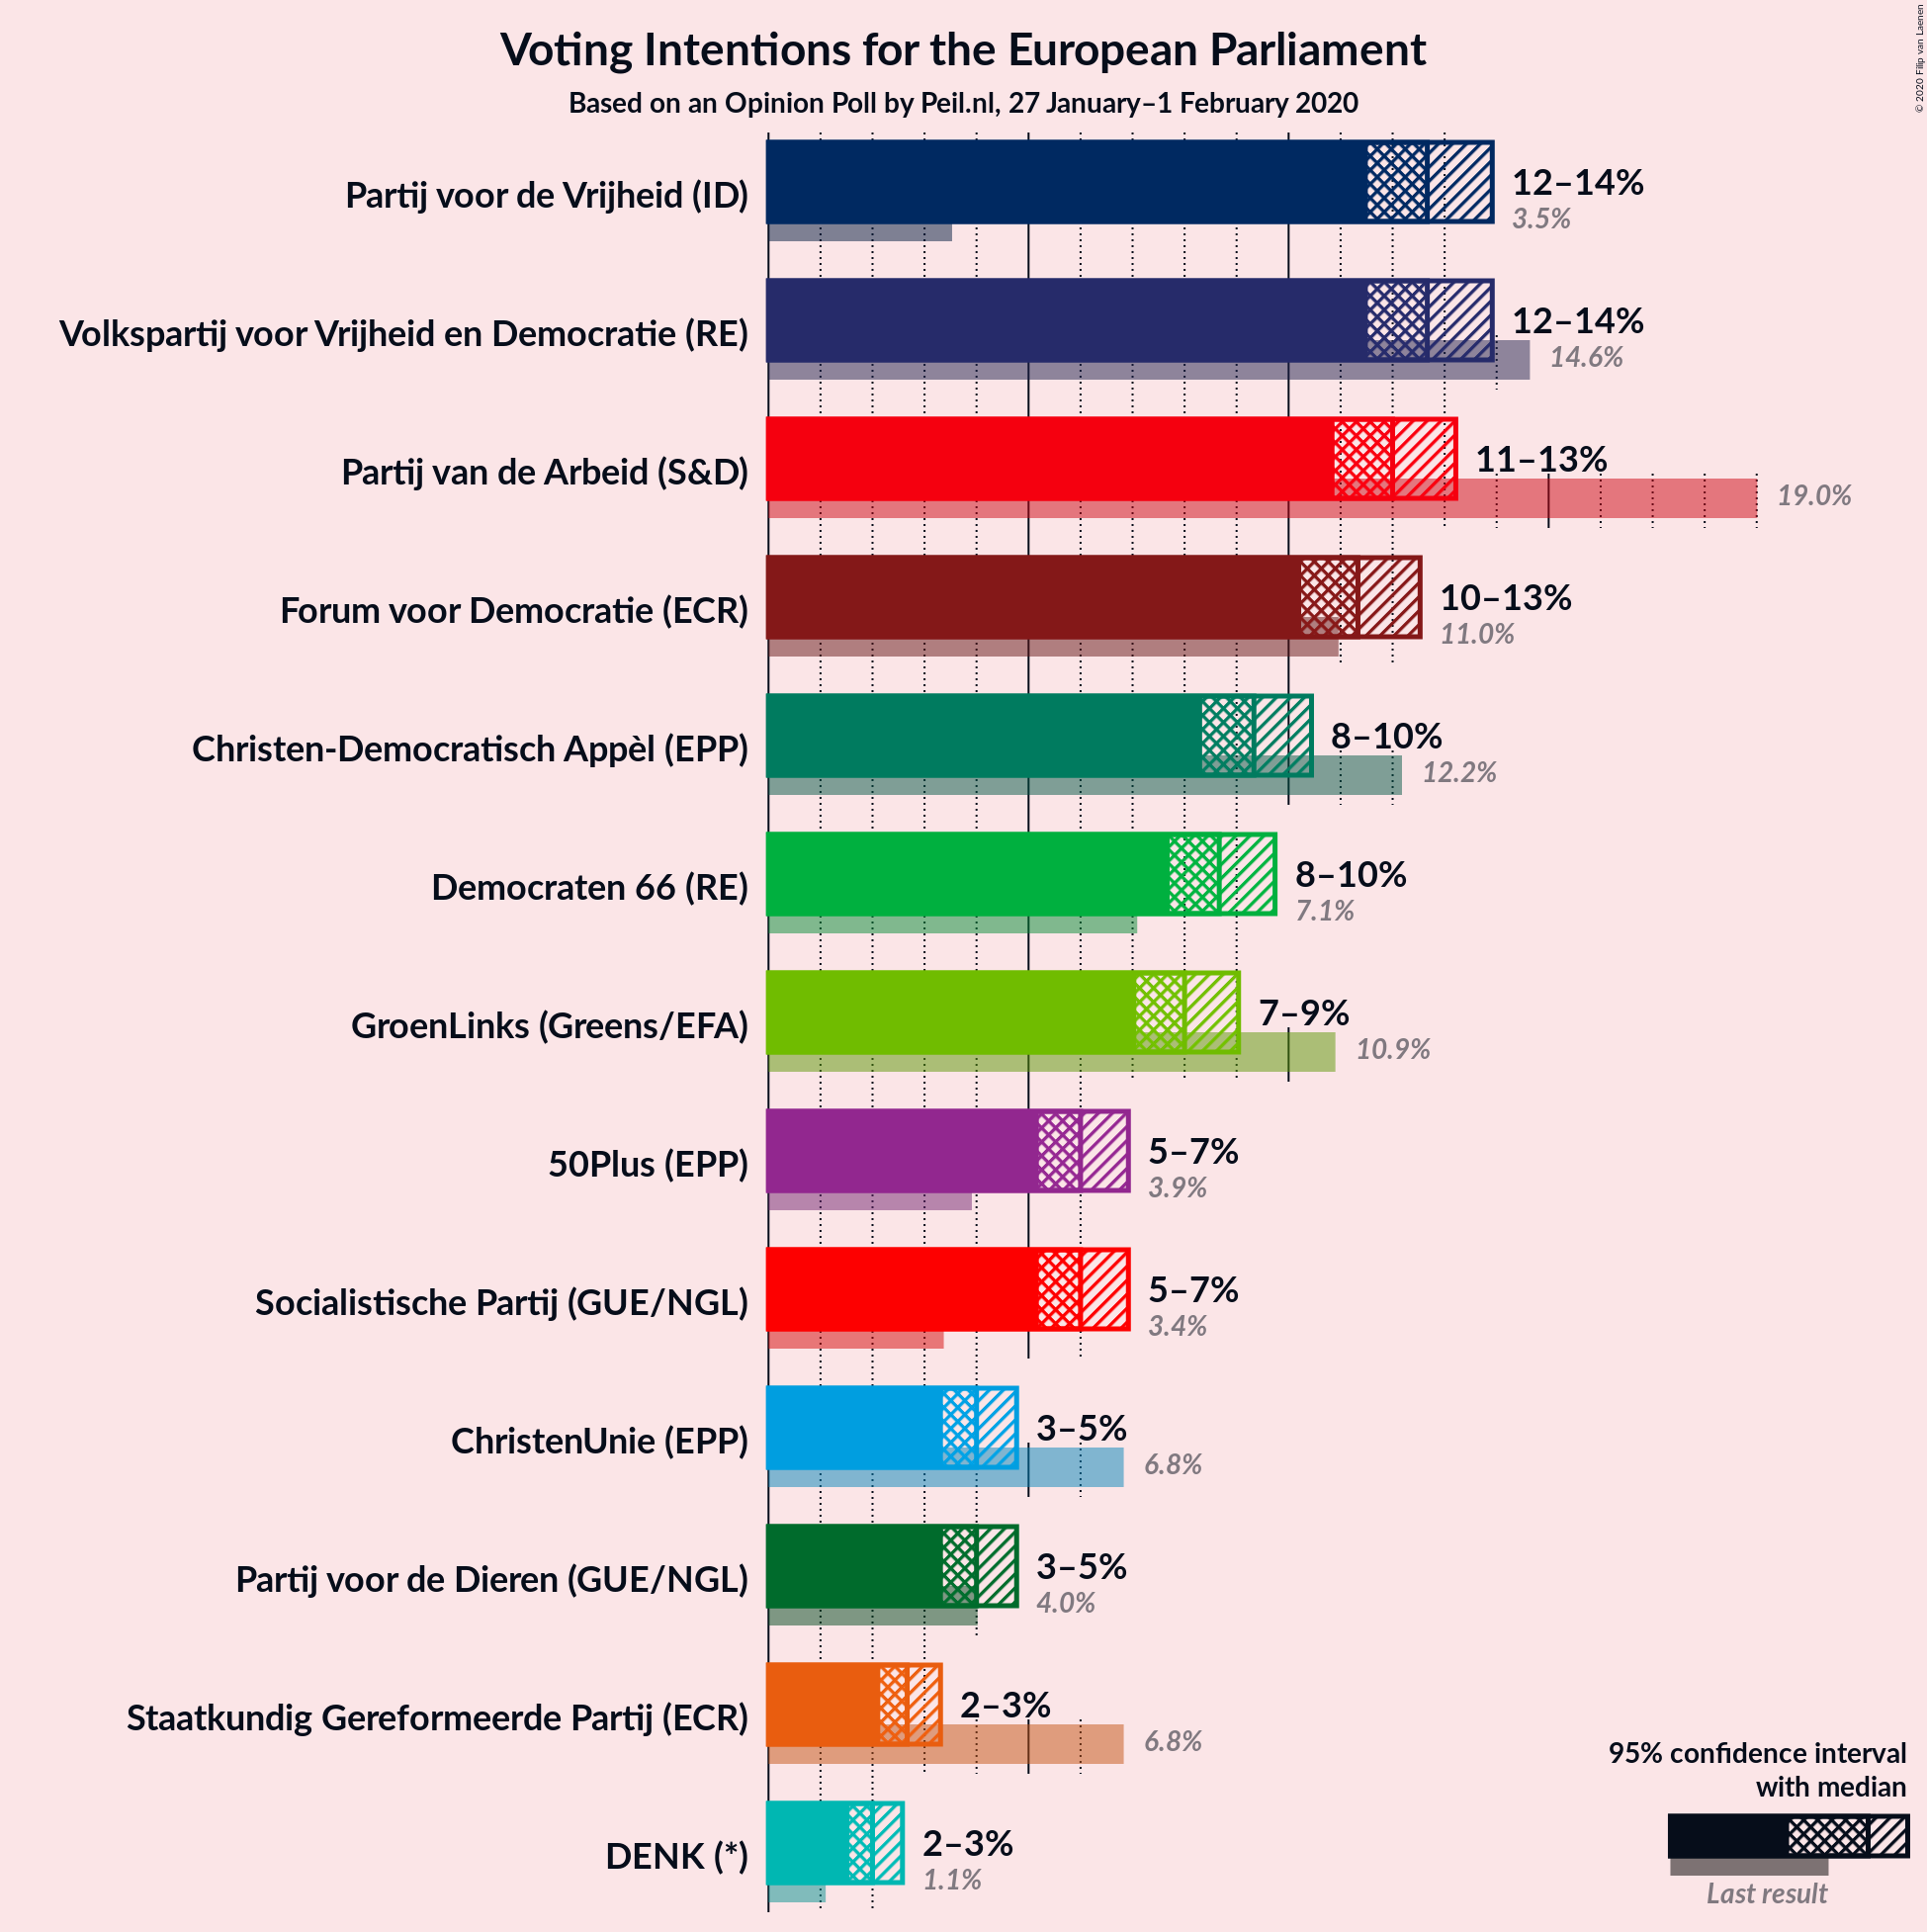 Voting Intentions for the European Parliament
Based on an Opinion Poll by Peil.nl, 27 January–1 February 2020
© 2020 Filip van Laenen
Partij voor de Vrijheid (ID)
12–14%
3.5%
Volkspartij voor Vrijheid en Democratie (RE)
12–14%
14.6%
Partij van de Arbeid (S&D)
11–13%
19.0%
Forum voor Democratie (ECR)
10–13%
11.0%
Christen-Democratisch Appèl (EPP)
8–10%
12.2%
Democraten 66 (RE)
8–10%
7.1%
GroenLinks (Greens/EFA)
7–9%
10.9%
50Plus (EPP)
5–7%
3.9%
Socialistische Partij (GUE/NGL)
5–7%
3.4%
ChristenUnie (EPP)
3–5%
6.8%
Partij voor de Dieren (GUE/NGL)
3–5%
4.0%
Staatkundig Gereformeerde Partij (ECR)
2–3%
6.8%
DENK (*)
2–3%
1.1%
95% confidence interval
with median
Last result